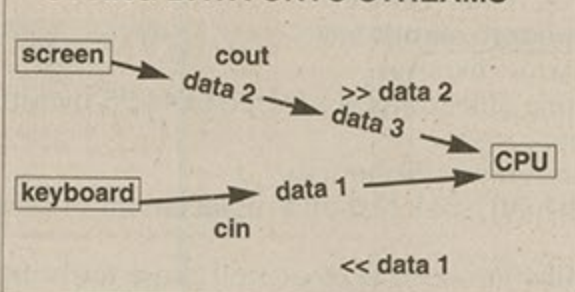 screen
cout
data 2
>> data 2
data 3
CPU
keyboard
data 1
cin
<< data 1